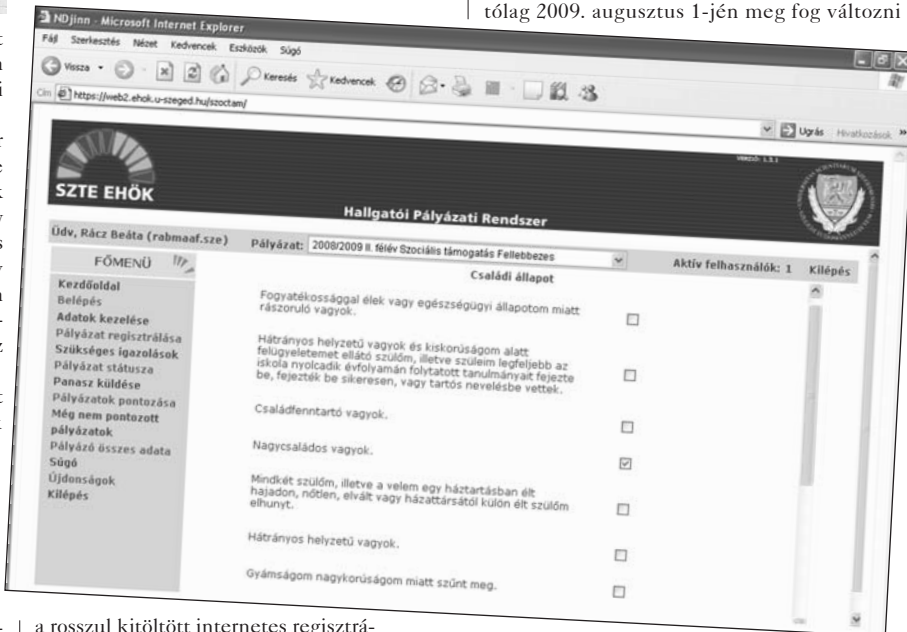 tólag 2009. augusztus 1-jén meg fog változni
NDjinn - Microsoft Internet Explorer
Fájl Szerkesztés Nézet Kedvencek Eszközök Súgó
Vissza Keresés Kedvencek
Cím https://web2.ehok.u-szeged.hu/szoctam/ Ugrás Hivatkozások »
Verzió: 1.3.1
SZTE EHÖK
Hallgatói Pályázati Rendszer
Üdv, Rácz Beáta (rabmaaf.sze) Pályázat: 2008/2009 II. félév Szociális támogatás Fellebbezes Aktív felhasználók: 1 Kilépés
FŐMENÜ
Kezdőoldal
Belépés
Adatok kezelése
Pályázat regisztrálása
Szükséges igazolások
Pályázat státusza
Panasz küldése
Pályázatok pontozása
Még nem pontozott
pályázatok
Pályázó összes adata
Súgó
Újdonságok
Kilépés
Családi állapot
Fogyatékossággal élek vagy egészségügyi állapotom miatt
rászoruló vagyok.
Hátrányos helyzetű vagyok és kiskorúságom alatt
felügyeletemet ellátó szülőm, illetve szüleim legfeljebb az
iskola nyolcadik évfolyamán folytatott tanulmányait fejezte
be, fejezték be sikeresen, vagy tartós nevelésbe vettek.
Családfenntartó vagyok.
Nagycsaládos vagyok.
Mindkét szülőm, illetve a velem egy háztartásban élt
hajadon, nőtlen, elvált vagy házattársától külön élt szülőm
elhunyt.
Hátrányos helyzetű vagyok.
Gyámságom nagykorúságom miatt szűnt meg.
a rosszul kitöltött internetes regisztrá-